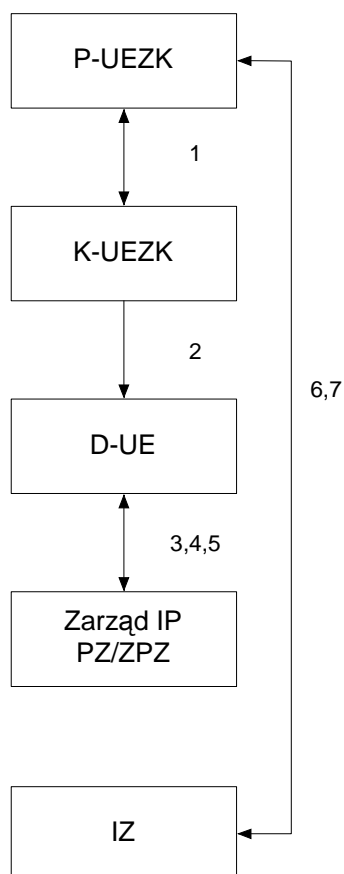 P-UEZK
1
K-UEZK
2
6,7
D-UE
3,4,5
Zarząd IP
PZ/ZPZ
IZ